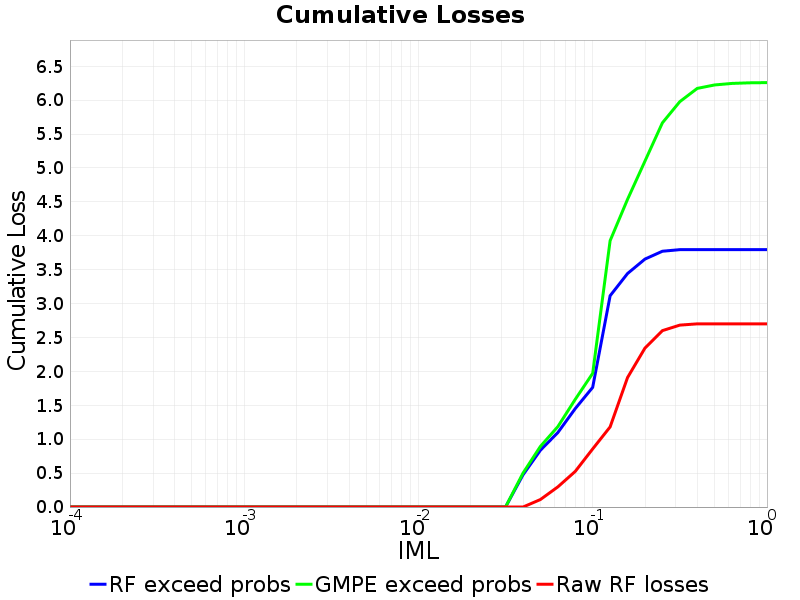 Cumulative Losses
Cumulative Loss
6.5
6.0
5.5
5.0
4.5
4.0
3.5
3.0
2.5
2.0
1.5
1.0
0.5
0.0
10^-4 10^-3 10^-2 10^-1 10^0
IML
RF exceed probs GMPE exceed probs Raw RF losses